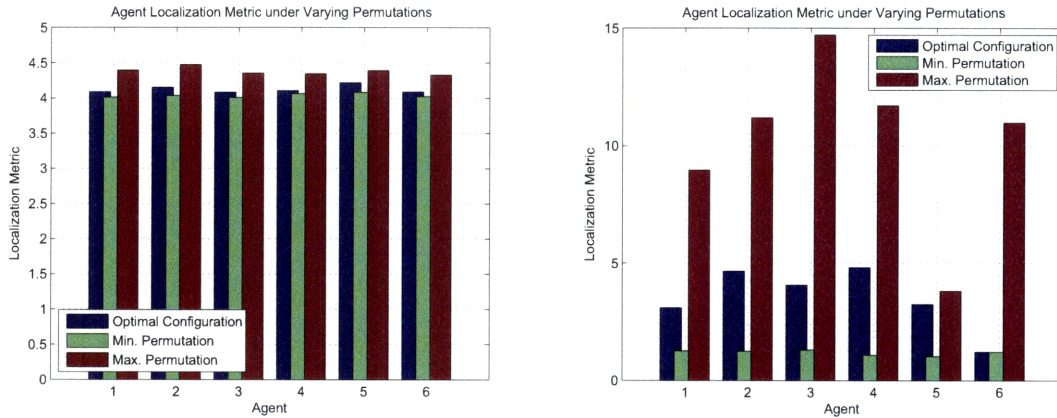 Agent Localization Metric under Varying Permutations
5
4.5
4
3.5
3
2.5
2
1.5
1
0.5
0
Localization Metric
Optimal Configuration
Min. Permutation
Max. Permutation
1 2 3 4 5 6
Agent
Agent Localization Metric under Varying Permutations
15
10
5
0
Localization Metric
Optimal Configuration
Min. Permutation
Max. Permutation
1 2 3 4 5 6
Agent